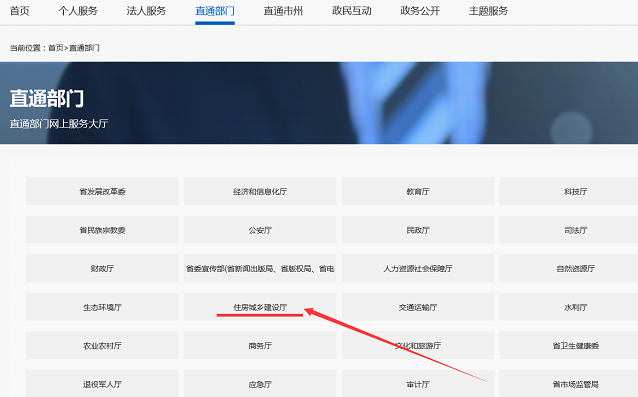 首页 个人服务 法人服务 直通部门 直通市州 政民互动 政务公开 主题服务
当前位置：首页>直通部门
直通部门
直通部门网上服务大厅
省发展改革委 经济和信息化厅 教育厅 科技厅
省民族宗教委 公安厅 民政厅 司法厅
财政厅 省委宣传部(省新闻出版局、省版权局、省电 人力资源社会保障厅 自然资源厅
生态环境厅 住房城乡建设厅 交通运输厅 水利厅
农业农村厅 商务厅 文化和旅游厅 省卫生健康委
退役军人厅 应急厅 审计厅 省市场监管局